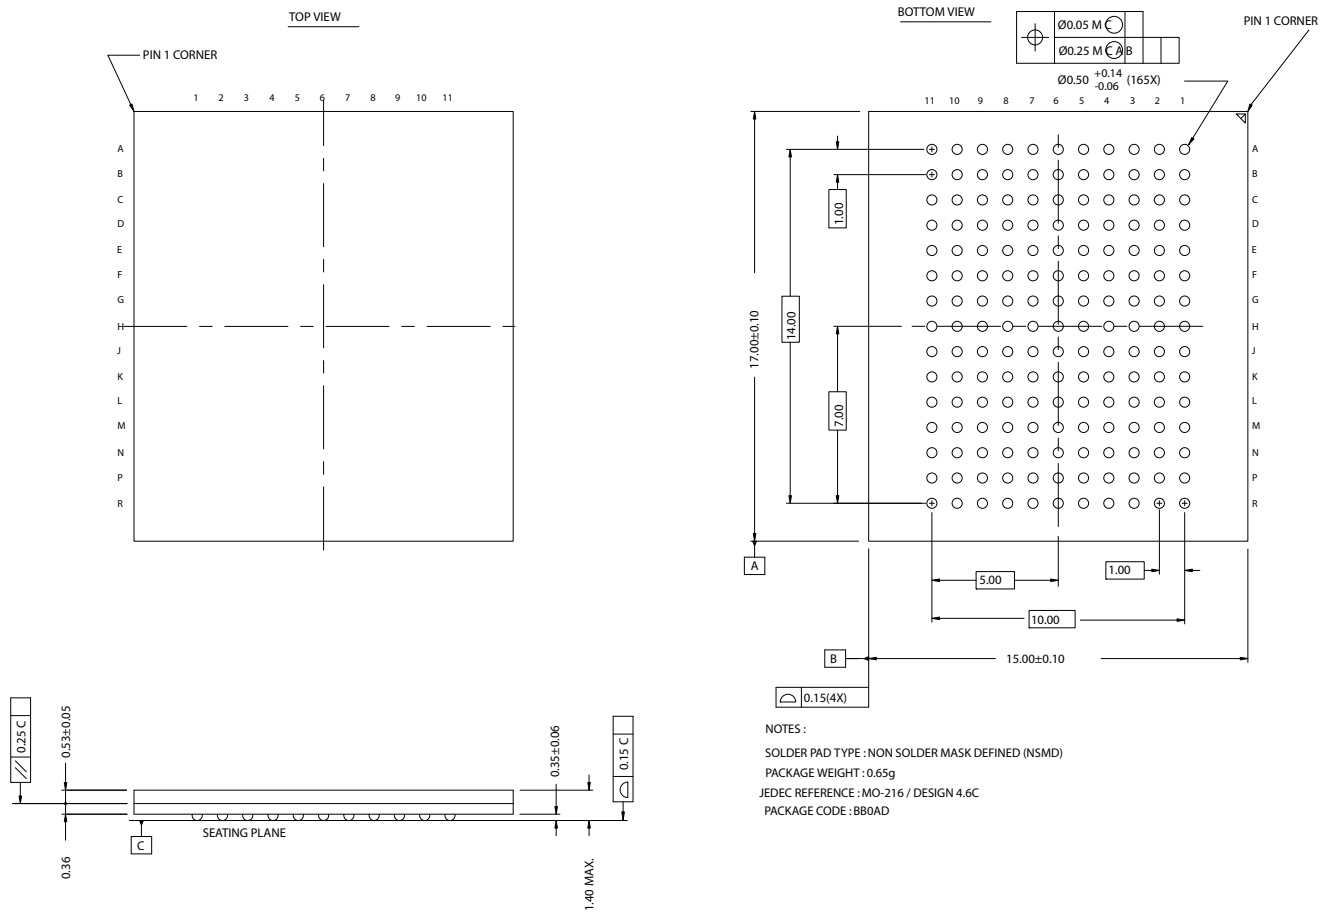 TOP VIEW
PIN 1 CORNER
1 2 3 4 5 6 7 8 9 10 11
A
B
C
D
E
F
G
H
J
K
L
M
N
P
R
BOTTOM VIEW
PIN 1 CORNER
Ø0.05 M C
Ø0.25 M C A B
Ø0.50 +0.14 -0.06 (165X)
11 10 9 8 7 6 5 4 3 2 1
A
B
C
D
E
F
G
H
J
K
L
M
N
P
R
1.00
14.00
7.00
17.00±0.10
A
5.00
1.00
10.00
B
15.00±0.10
0.15(4X)
0.25 C
0.53±0.05
0.36
C
SEATING PLANE
0.35±0.06
0.15 C
1.40 MAX.
NOTES :
SOLDER PAD TYPE : NON SOLDER MASK DEFINED (NSMD)
PACKAGE WEIGHT : 0.65g
JEDEC REFERENCE : MO-216 / DESIGN 4.6C
PACKAGE CODE : BB0AD